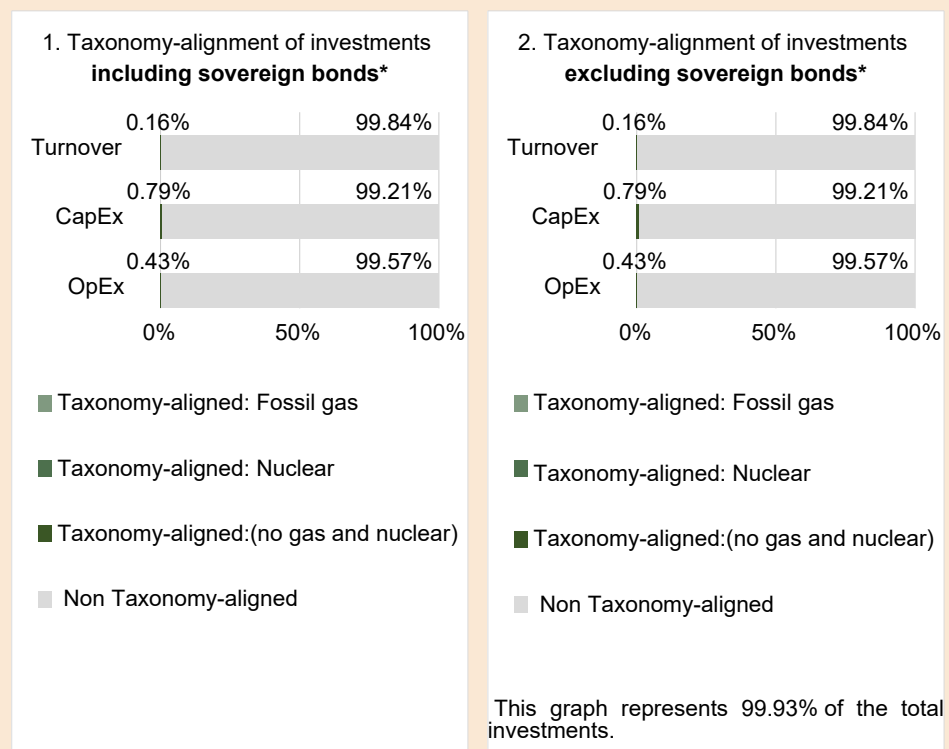 1. Taxonomy-alignment of investments
including sovereign bonds*
0.16% 99.84%
Turnover
0.79% 99.21%
CapEx
0.43% 99.57%
OpEx
0% 50% 100%
Taxonomy-aligned: Fossil gas
Taxonomy-aligned: Nuclear
Taxonomy-aligned:(no gas and nuclear)
Non Taxonomy-aligned
2. Taxonomy-alignment of investments
excluding sovereign bonds*
0.16% 99.84%
Turnover
0.79% 99.21%
CapEx
0.43% 99.57%
OpEx
0% 50% 100%
Taxonomy-aligned: Fossil gas
Taxonomy-aligned: Nuclear
Taxonomy-aligned:(no gas and nuclear)
Non Taxonomy-aligned
This graph represents 99.93% of the total
investments.